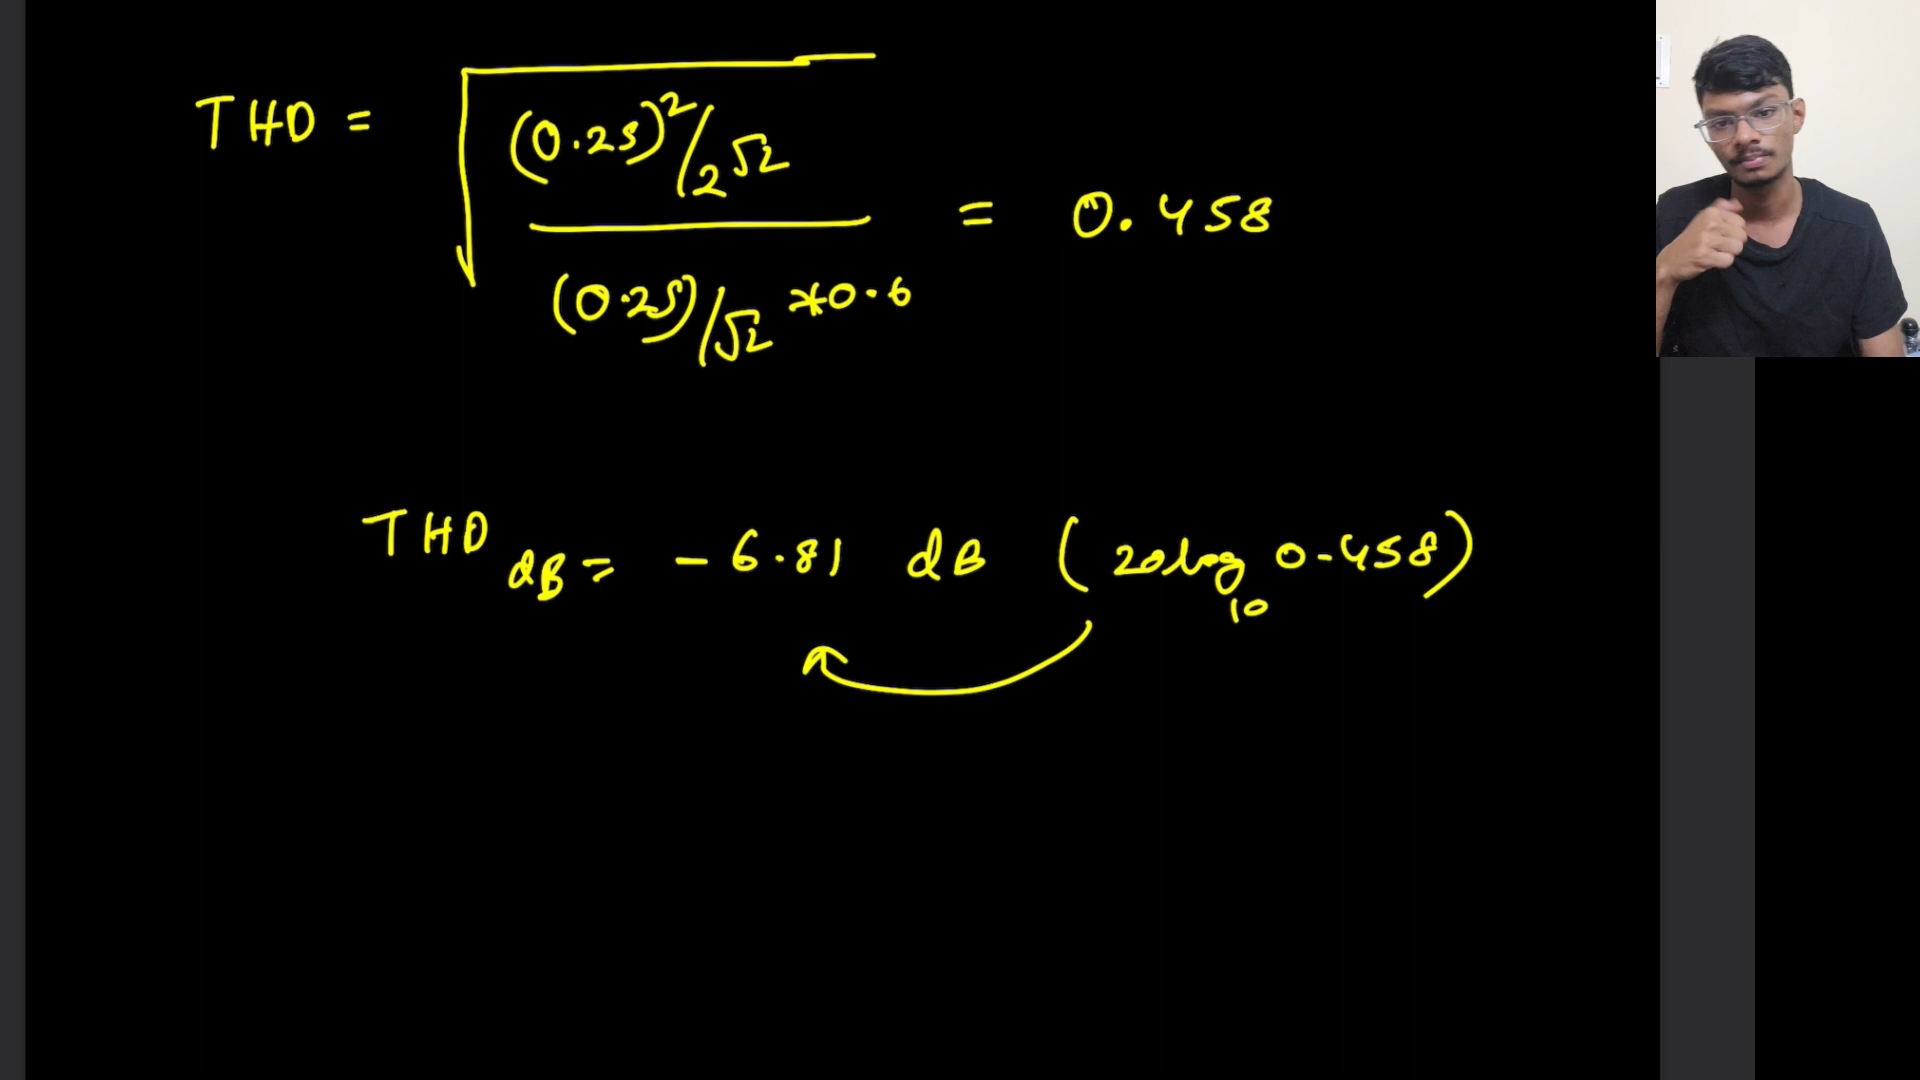 THD = √((0.25)²/2√2 / (0.25)/√2 *0.6) = 0.458
THD dB = - 6.81 dB (20log₁₀ 0.458)